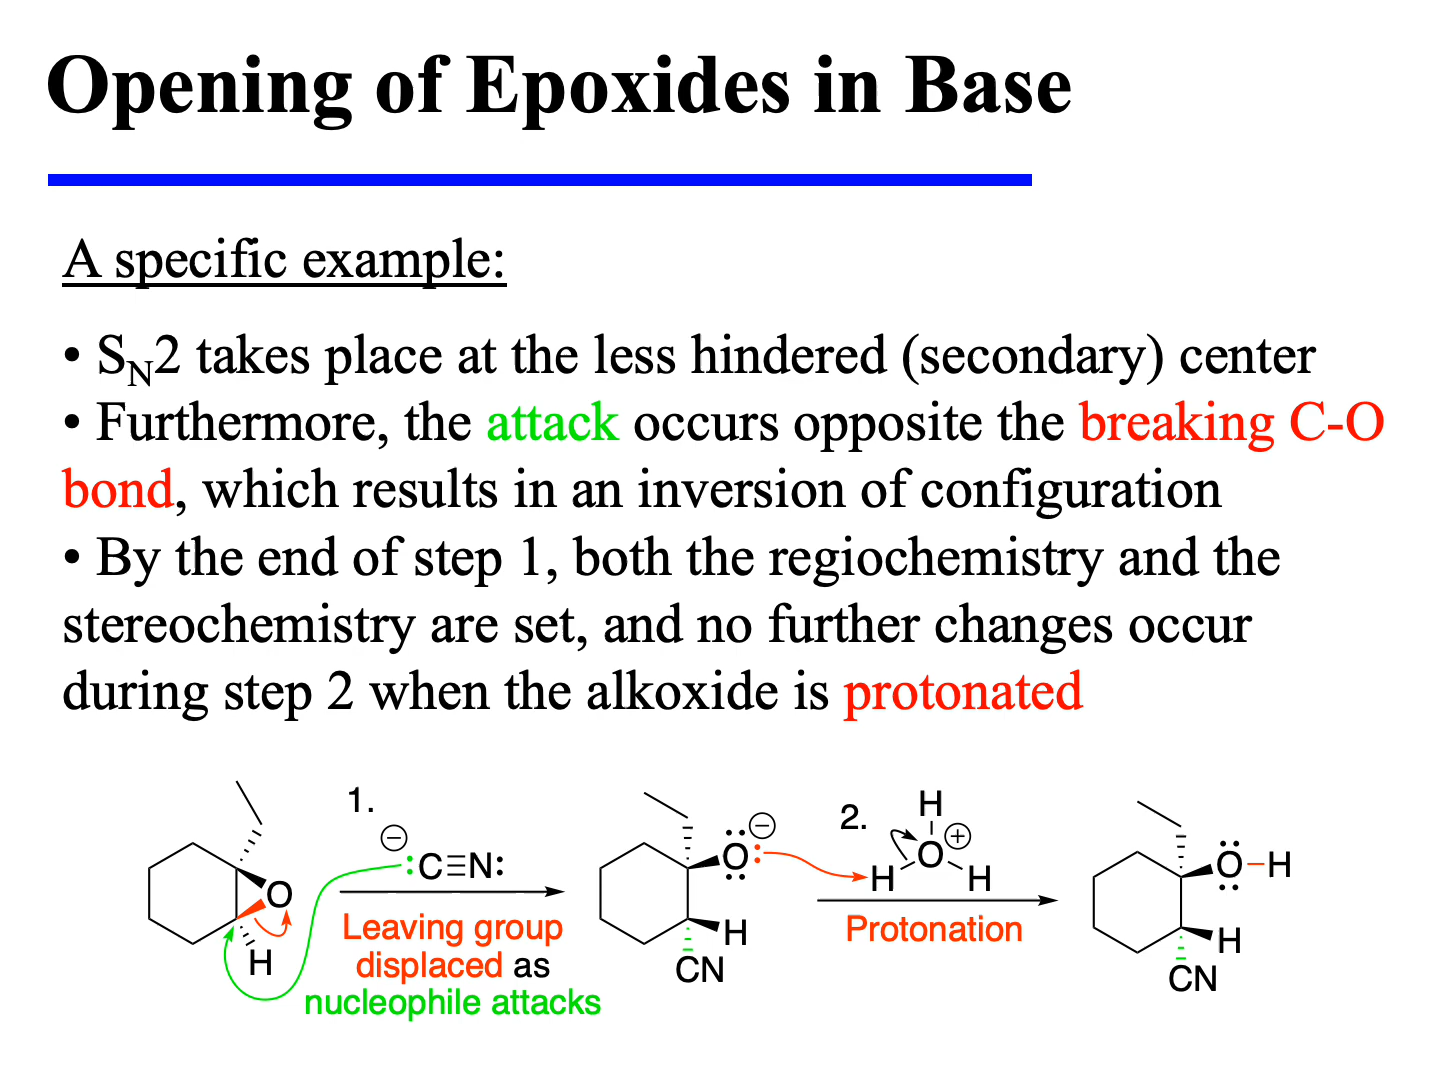 Opening of Epoxides in Base
A specific example:
• SN2 takes place at the less hindered (secondary) center
• Furthermore, the attack occurs opposite the breaking C-O
bond, which results in an inversion of configuration
• By the end of step 1, both the regiochemistry and the
stereochemistry are set, and no further changes occur
during step 2 when the alkoxide is protonated
O
H
1.
⊖
:C≡N:
Leaving group
displaced as
nucleophile attacks
O
⊖
H
CN
2.
H
O
⊕
H
H
Protonation
O-H
H
CN